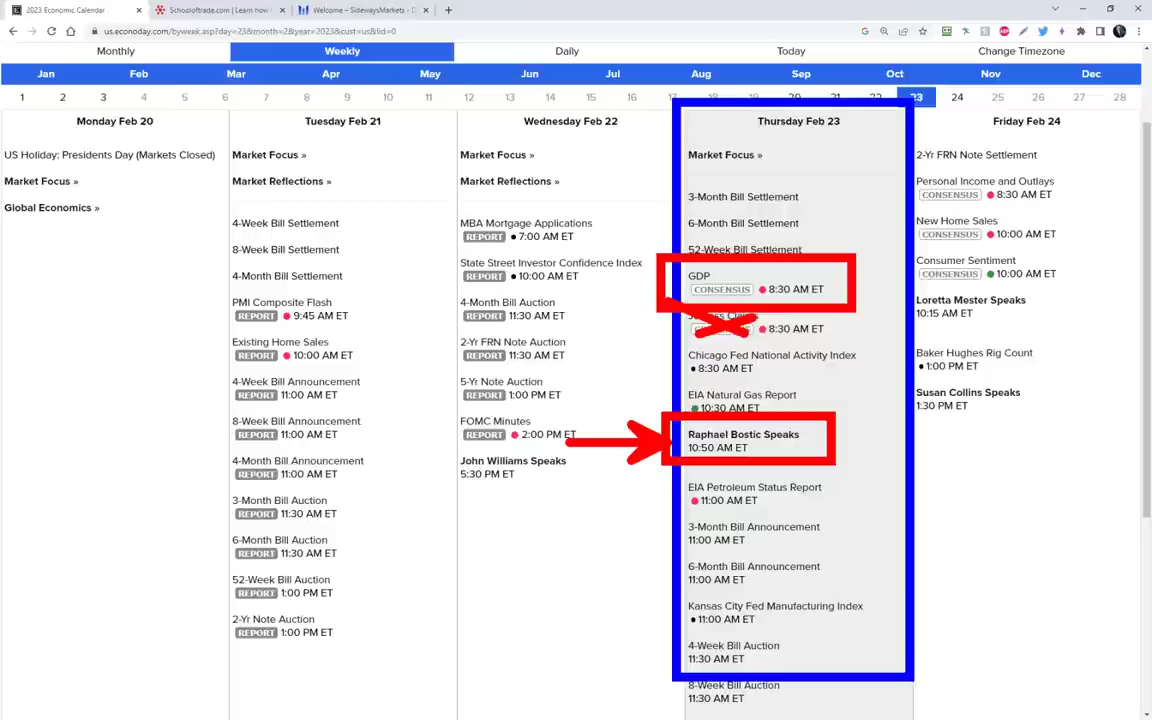 2023 Economic Calendar
Schooloftrade.com | Learn how
Welcome – SidewaysMarkets - D
us.econoday.com/byweek.asp?day=23&month=2&year=2023&cust=us&lid=0
Monthly Weekly Daily Today Change Timezone
Jan Feb Mar Apr May Jun Jul Aug Sep Oct Nov Dec
1 2 3 4 5 6 7 8 9 10 11 12 13 14 15 16 17 18 19 20 21 22 23 24 25 26 27 28
Monday Feb 20
US Holiday: Presidents Day (Markets Closed)
Market Focus »
Global Economics »
Tuesday Feb 21
Market Focus »
Market Reflections »
4-Week Bill Settlement
8-Week Bill Settlement
4-Month Bill Settlement
PMI Composite Flash
REPORT 9:45 AM ET
Existing Home Sales
REPORT 10:00 AM ET
4-Week Bill Announcement
REPORT 11:00 AM ET
8-Week Bill Announcement
REPORT 11:00 AM ET
4-Month Bill Announcement
REPORT 11:00 AM ET
3-Month Bill Auction
REPORT 11:30 AM ET
6-Month Bill Auction
REPORT 11:30 AM ET
52-Week Bill Auction
REPORT 1:00 PM ET
2-Yr Note Auction
REPORT 1:00 PM ET
Wednesday Feb 22
Market Focus »
Market Reflections »
MBA Mortgage Applications
REPORT 7:00 AM ET
State Street Investor Confidence Index
REPORT 10:00 AM ET
4-Month Bill Auction
REPORT 11:30 AM ET
2-Yr FRN Note Auction
REPORT 11:30 AM ET
5-Yr Note Auction
REPORT 1:00 PM ET
FOMC Minutes
REPORT 2:00 PM ET
John Williams Speaks
5:30 PM ET
Thursday Feb 23
Market Focus »
3-Month Bill Settlement
6-Month Bill Settlement
52-Week Bill Settlement
GDP
CONSENSUS 8:30 AM ET
8:30 AM ET
Chicago Fed National Activity Index
8:30 AM ET
EIA Natural Gas Report
10:30 AM ET
Raphael Bostic Speaks
10:50 AM ET
EIA Petroleum Status Report
11:00 AM ET
3-Month Bill Announcement
11:00 AM ET
6-Month Bill Announcement
11:00 AM ET
Kansas City Fed Manufacturing Index
11:00 AM ET
4-Week Bill Auction
11:30 AM ET
8-Week Bill Auction
11:30 AM ET
Friday Feb 24
2-Yr FRN Note Settlement
Personal Income and Outlays
CONSENSUS 8:30 AM ET
New Home Sales
CONSENSUS 10:00 AM ET
Consumer Sentiment
CONSENSUS 10:00 AM ET
Loretta Mester Speaks
10:15 AM ET
Baker Hughes Rig Count
1:00 PM ET
Susan Collins Speaks
1:30 PM ET